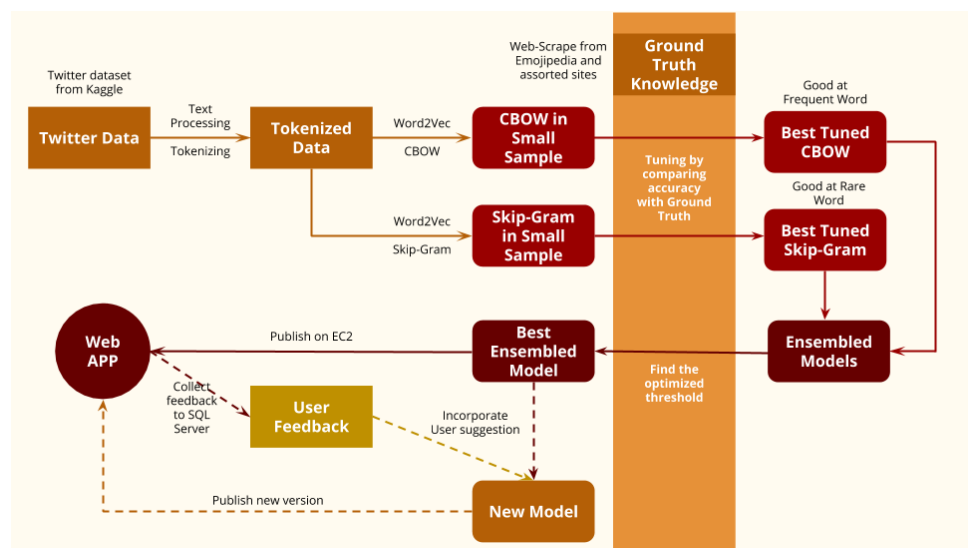 Twitter dataset
from Kaggle
Twitter Data
Text
Processing
Tokenizing
Tokenized
Data
Word2Vec
CBOW
CBOW in
Small
Sample
Web-Scrape from
Emojipedia and
assorted sites
Ground
Truth
Knowledge
Good at
Frequent Word
Best Tuned
CBOW
Word2Vec
Skip-Gram
Skip-Gram
in Small
Sample
Tuning by
comparing
accuracy
with Ground
Truth
Good at Rare
Word
Best Tuned
Skip-Gram
Web
APP
Publish on EC2
Best
Ensembled
Model
Find the
optimized
threshold
Ensembled
Models
Collect
feedback
to SQL
Server
User
Feedback
Incorporate
User suggestion
Publish new version
New Model